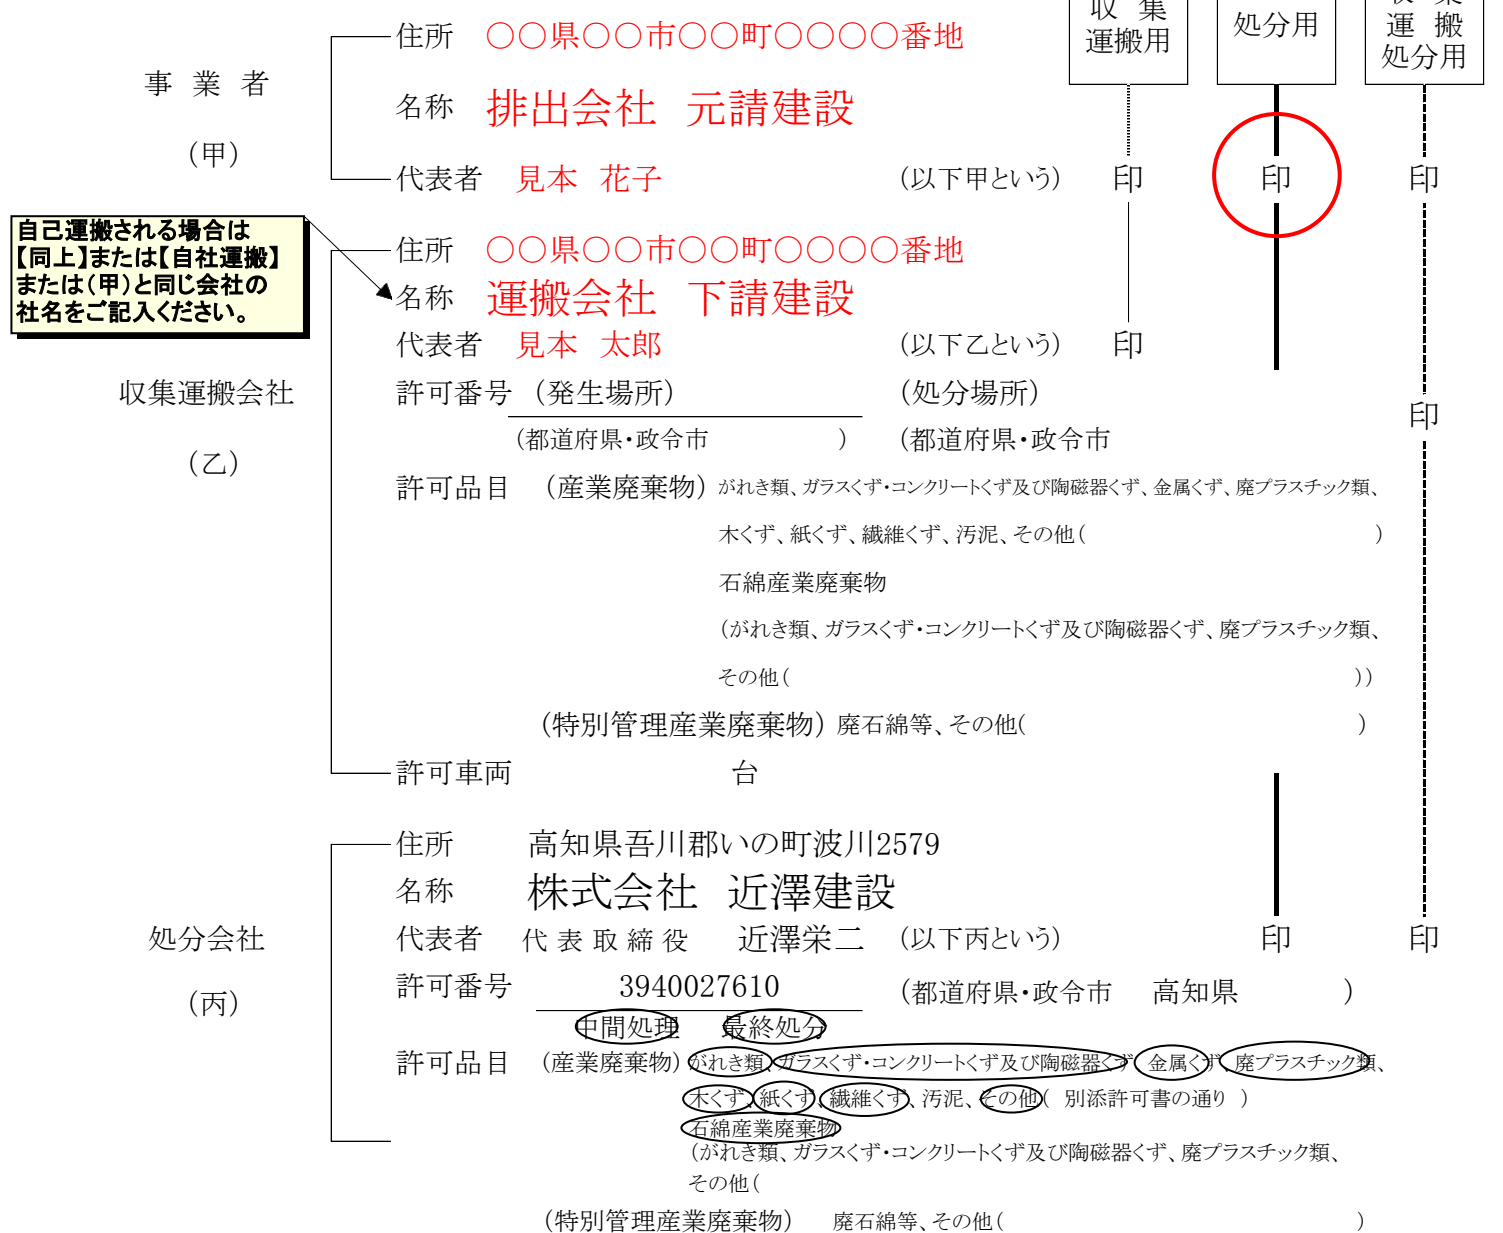 収 集
運搬用
処分用
収 集
運 搬
処分用
事 業 者
(甲)
住所 ○○県○○市○○町○○○○番地
名称 排出会社 元請建設
代表者 見本 花子 (以下甲という) 印 印 印
自己運搬される場合は
【同上】または【自社運搬】
または(甲)と同じ会社の
社名をご記入ください。
住所 ○○県○○市○○町○○○○番地
名称 運搬会社 下請建設
代表者 見本 太郎 (以下乙という) 印
収集運搬会社
(乙)
許可番号 (発生場所) (処分場所) 印
(都道府県・政令市 ) (都道府県・政令市
許可品目 (産業廃棄物) がれき類、ガラスくず・コンクリートくず及び陶磁器くず、金属くず、廃プラスチック類、
木くず、紙くず、繊維くず、汚泥、その他( )
石綿産業廃棄物
(がれき類、ガラスくず・コンクリートくず及び陶磁器くず、廃プラスチック類、
その他( ))
(特別管理産業廃棄物) 廃石綿等、その他( )
許可車両 台
住所 高知県吾川郡いの町波川2579
名称 株式会社 近澤建設
処分会社
(丙)
代表者 代表取締役 近澤栄二 (以下丙という) 印 印
許可番号 3940027610 (都道府県・政令市 高知県 )
中間処理 最終処分
許可品目 (産業廃棄物) がれき類、ガラスくず・コンクリートくず及び陶磁器くず、金属くず、廃プラスチック類、
木くず、紙くず、繊維くず、汚泥、その他( 別添許可書の通り )
石綿産業廃棄物
(がれき類、ガラスくず・コンクリートくず及び陶磁器くず、廃プラスチック類、
その他(
(特別管理産業廃棄物) 廃石綿等、その他( )